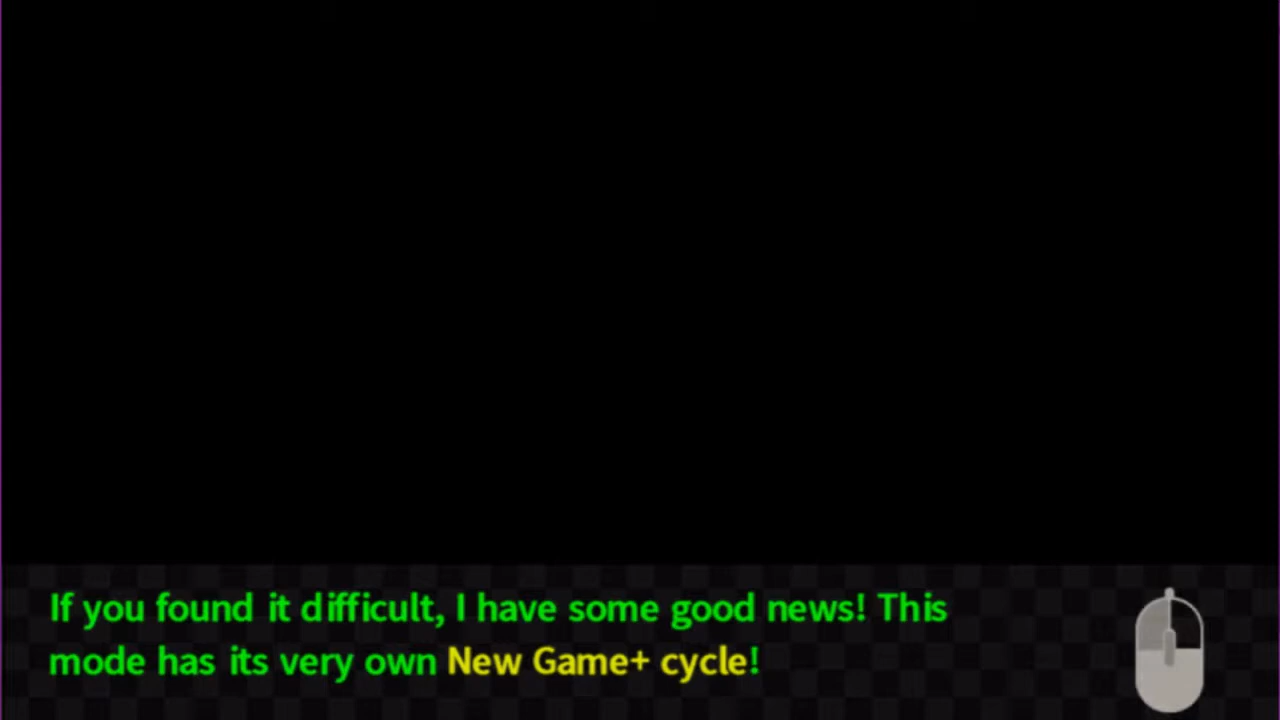 If you found it difficult, I have some good news! This
mode has its very own New Game+ cycle!